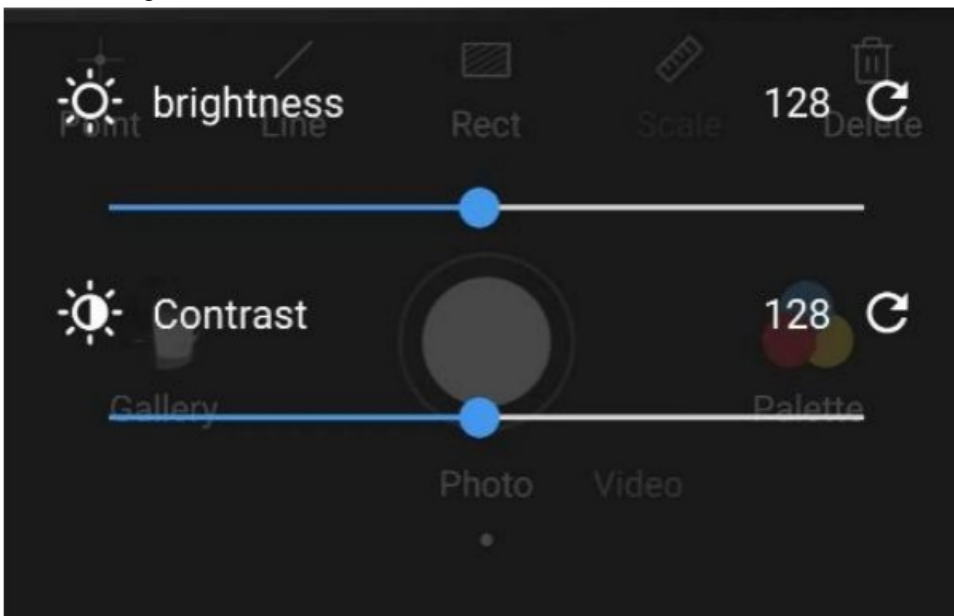 brightness 128
Point Line Rect Scale Delete
Contrast 128
Gallery Palette
Photo Video